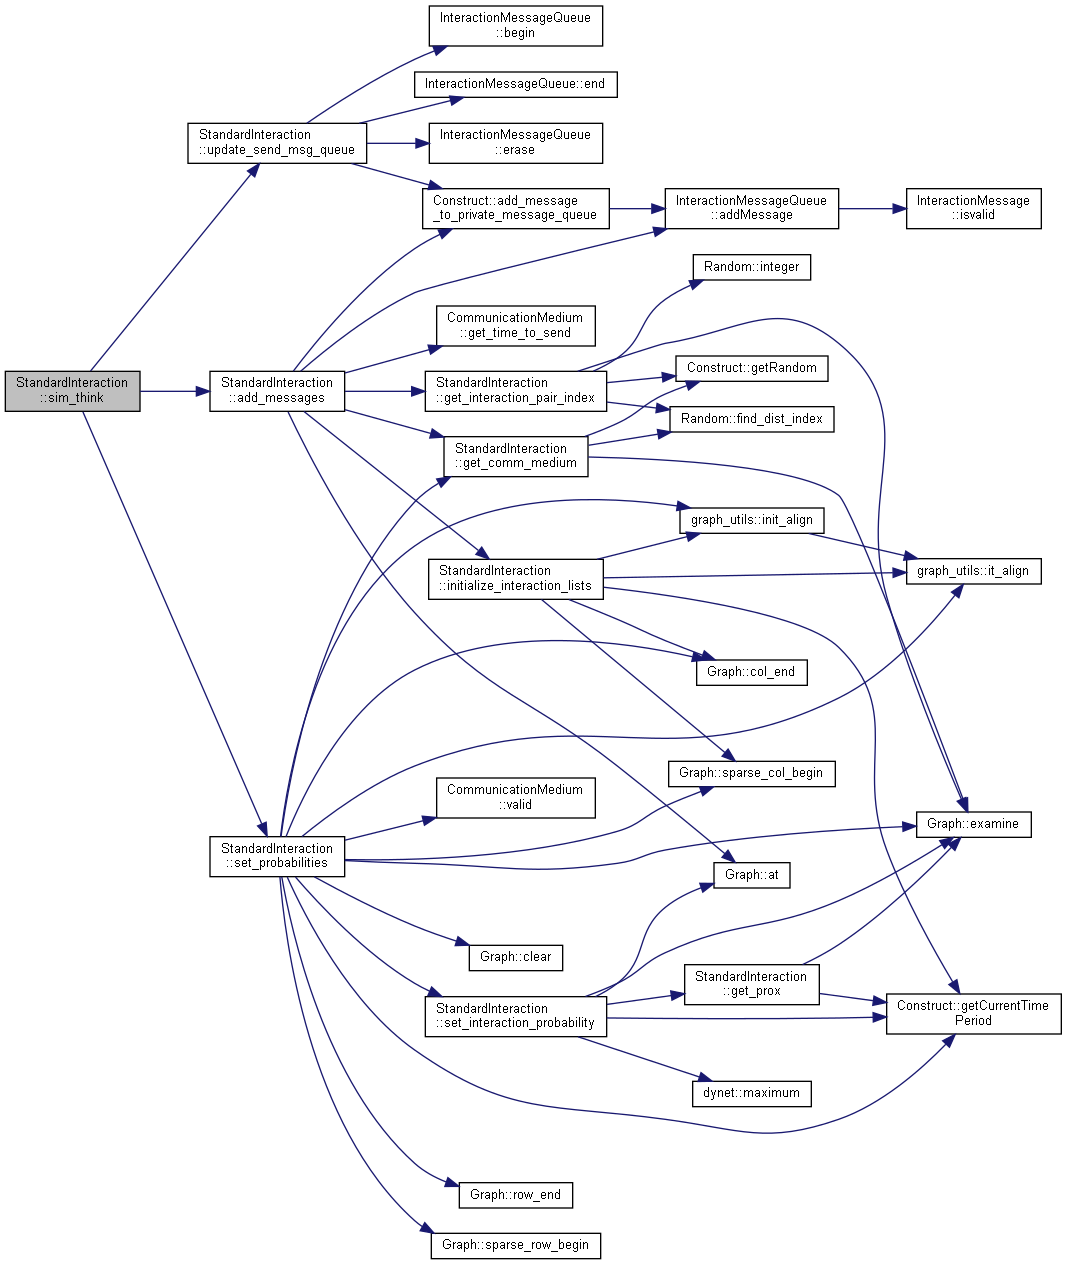 InteractionMessageQueue
::begin
InteractionMessageQueue::end
StandardInteraction
::update_send_msg_queue
InteractionMessageQueue
::erase
Construct::add_message
_to_private_message_queue
InteractionMessageQueue
::addMessage
InteractionMessage
::isvalid
Random::integer
CommunicationMedium
::get_time_to_send
Construct::getRandom
StandardInteraction
::sim_think
StandardInteraction
::add_messages
StandardInteraction
::get_interaction_pair_index
Random::find_dist_index
StandardInteraction
::get_comm_medium
graph_utils::init_align
StandardInteraction
::initialize_interaction_lists
graph_utils::it_align
Graph::col_end
Graph::sparse_col_begin
CommunicationMedium
::valid
Graph::examine
StandardInteraction
::set_probabilities
Graph::at
Graph::clear
StandardInteraction
::get_prox
StandardInteraction
::set_interaction_probability
Construct::getCurrentTime
Period
dynet::maximum
Graph::row_end
Graph::sparse_row_begin